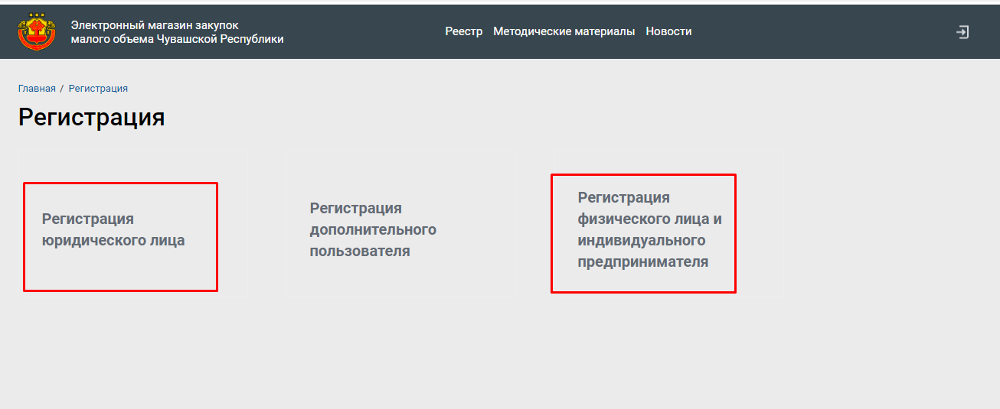 Электронный магазин закупок
малого объема Чувашской Республики
Реестр Методические материалы Новости
Главная / Регистрация
Регистрация
Регистрация
юридического лица
Регистрация
дополнительного
пользователя
Регистрация
физического лица и
индивидуального
предпринимателя